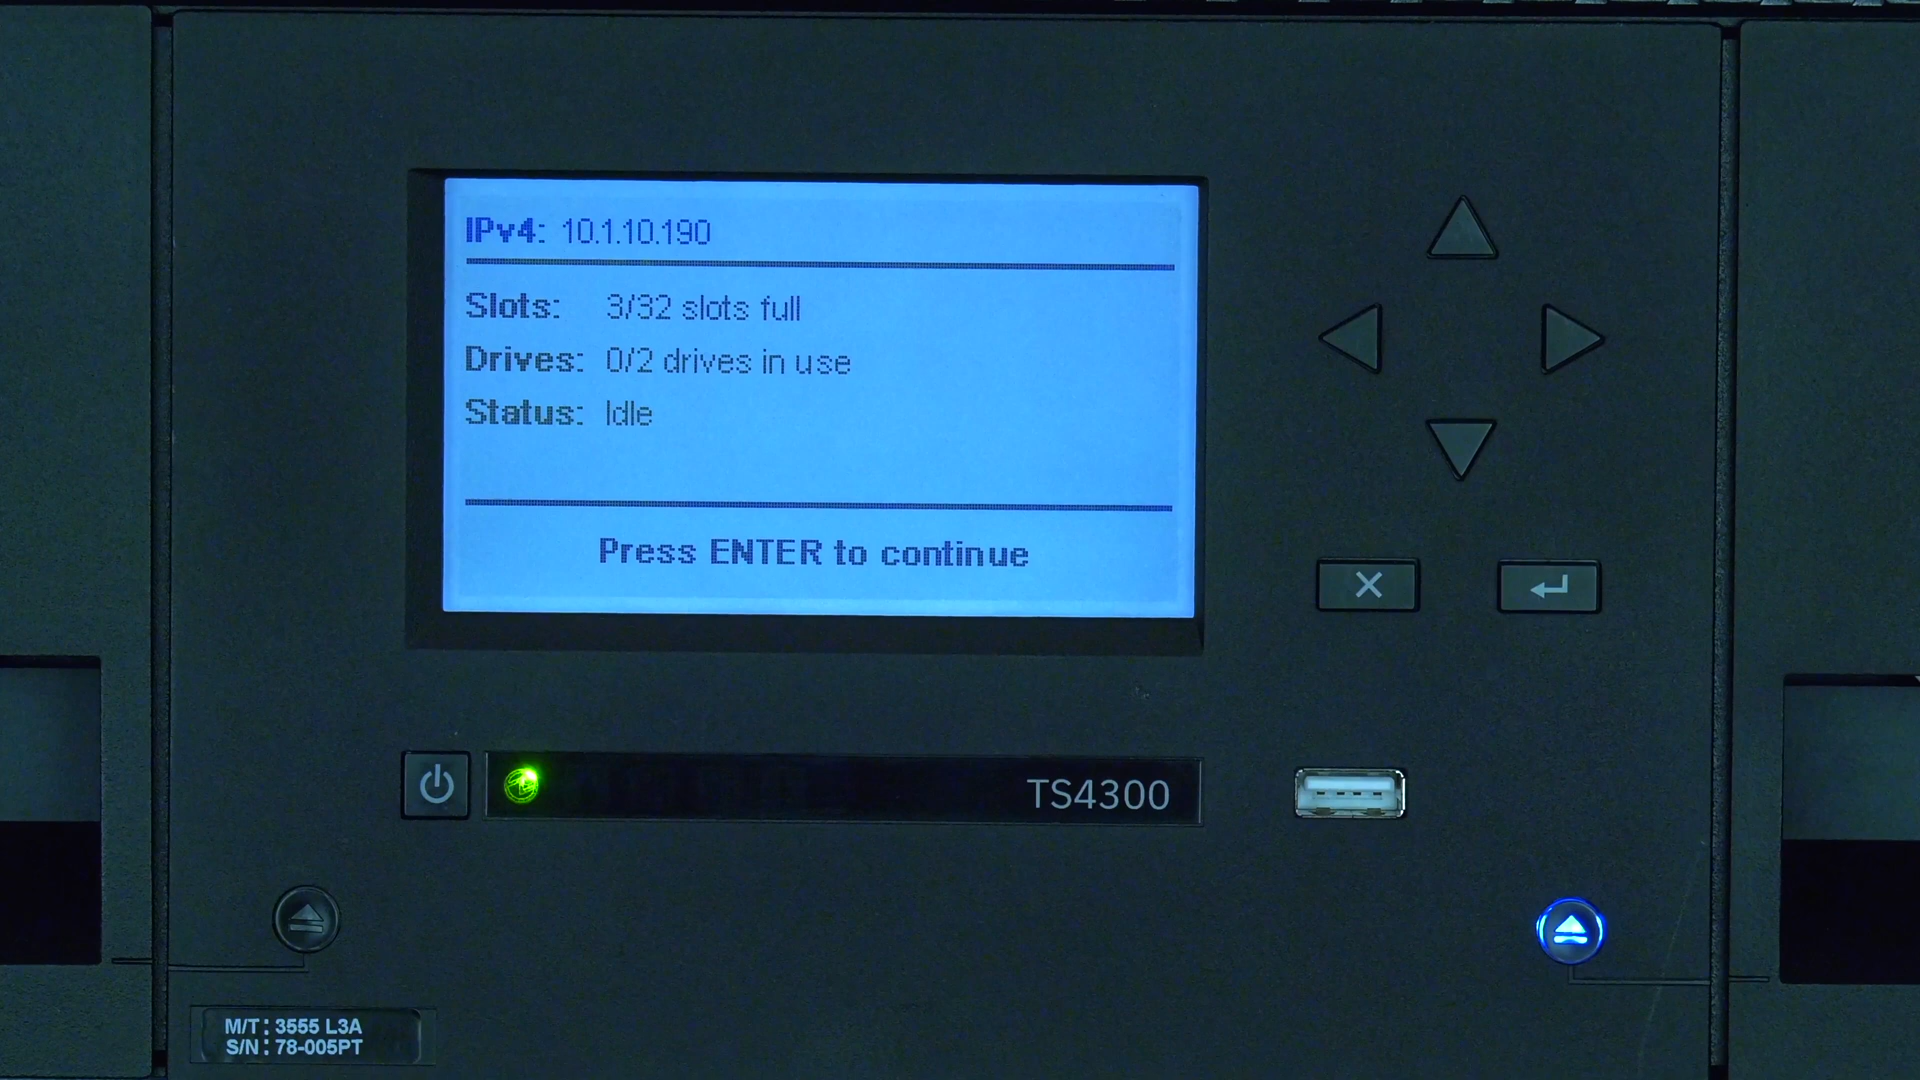 IPv4: 10.1.10.190
Slots: 3/32 slots full
Drives: 0/2 drives in use
Status: Idle
Press ENTER to continue
TS4300
M/T: 3555 L3A
S/N: 78-005PT